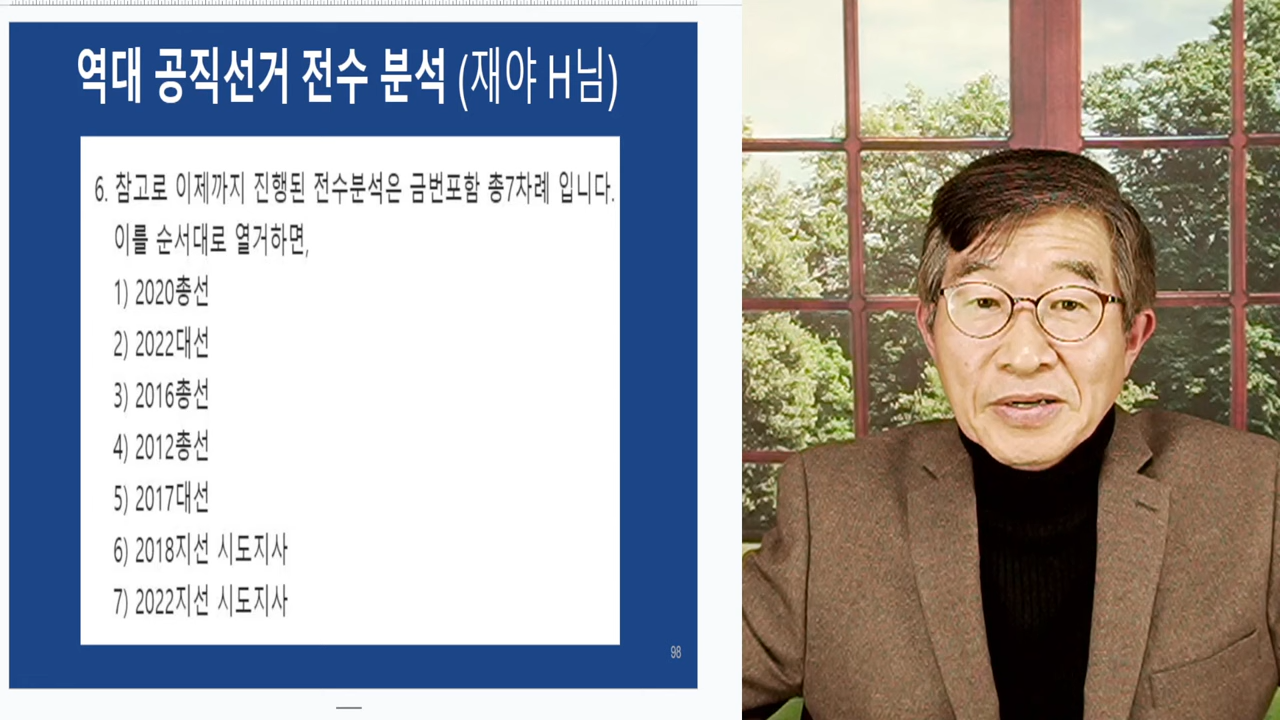 역대 공직선거 전수 분석 (재야 H님)
6. 참고로 이제까지 진행된 전수분석은 금번포함 총7차례 입니다.
이를 순서대로 열거하면,
1) 2020총선
2) 2022대선
3) 2016총선
4) 2012총선
5) 2017대선
6) 2018지선 시도지사
7) 2022지선 시도지사
98